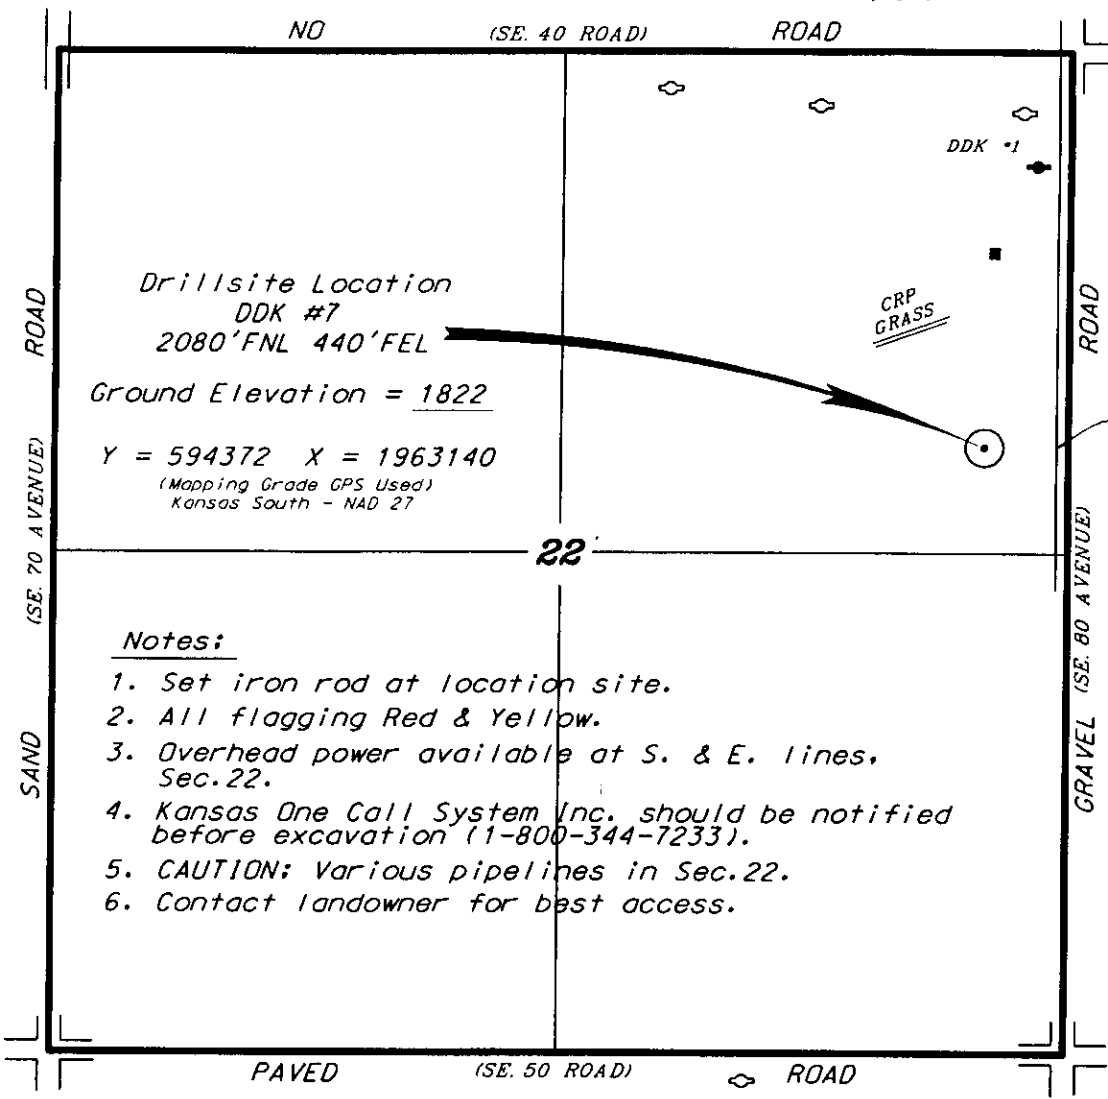 NO (SE. 40 ROAD) ROAD
DDK #1
CRP
GRASS
Drillsite Location
DDK #7
2080'FNL 440'FEL
Ground Elevation = 1822
Y = 594372 X = 1963140
(Mapping Grade GPS Used)
Kansas South - NAD 27
SAND (SE. 70 AVENUE) ROAD
GRAVEL (SE. 80 AVENUE) ROAD
22
Notes:
1. Set iron rod at location site.
2. All flagging Red & Yellow.
3. Overhead power available at S. & E. lines,
Sec.22.
4. Kansas One Call System Inc. should be notified
before excavation (1-800-344-7233).
5. CAUTION: Various pipelines in Sec.22.
6. Contact landowner for best access.
PAVED (SE. 50 ROAD) ROAD